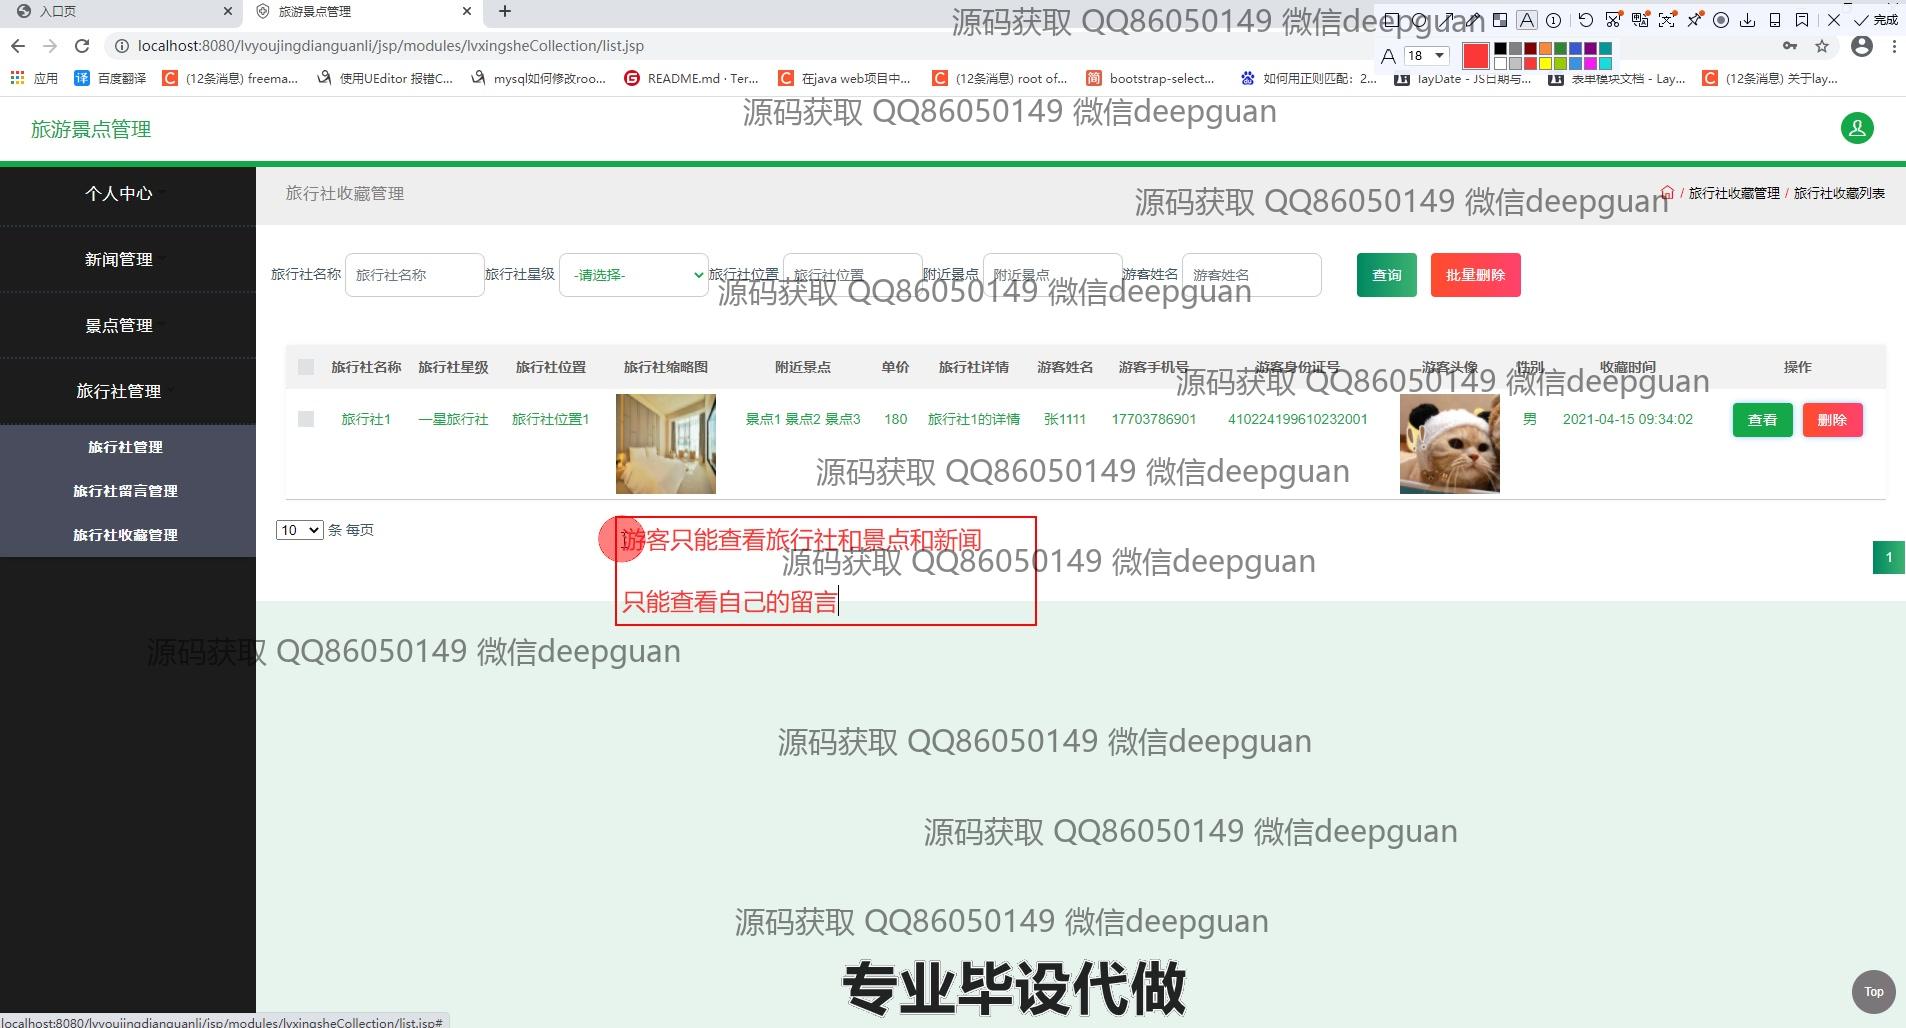 入口页
旅游景点管理
源码获取 QQ86050149 微信deepguan
完成
localhost:8080/lvyoujingdianguanli/jsp/modules/lvxingsheCollection/list.jsp
18
应用
百度翻译
(12条消息) freema...
使用UEditor 报错C...
mysql如何修改roo...
README.md · Ter...
在java web项目中...
(12条消息) root of...
bootstrap-select...
如何用正则匹配：2...
layDate - JS日期与...
表单模块文档 - Lay...
(12条消息) 关于lay...
源码获取 QQ86050149 微信deepguan
旅游景点管理
个人中心
旅行社收藏管理
源码获取 QQ86050149 微信deepguan
/ 旅行社收藏管理 / 旅行社收藏列表
新闻管理
旅行社名称 旅行社名称 旅行社星级 -请选择- 旅行社位置 旅行社位置 附近景点 附近景点 游客姓名 游客姓名 查询 批量删除
源码获取 QQ86050149 微信deepguan
景点管理
旅行社名称 旅行社星级 旅行社位置 旅行社缩略图 附近景点 单价 旅行社详情 游客姓名 游客手机号 游客身份证号 游客头像 性别 收藏时间 操作
源码获取 QQ86050149 微信deepguan
旅行社管理
旅行社1 一星旅行社 旅行社位置1 景点1 景点2 景点3 180 旅行社1的详情 张1111 17703786901 410224199610232001 男 2021-04-15 09:34:02 查看 删除
旅行社管理
源码获取 QQ86050149 微信deepguan
旅行社留言管理
旅行社收藏管理
10 条 每页
游客只能查看旅行社和景点和新闻
源码获取 QQ86050149 微信deepguan
1
只能查看自己的留言
源码获取 QQ86050149 微信deepguan
源码获取 QQ86050149 微信deepguan
源码获取 QQ86050149 微信deepguan
源码获取 QQ86050149 微信deepguan
专业毕设代做
Top
localhost:8080/lvyoujingdianguanli/jsp/modules/lvxingsheCollection/list.jsp#